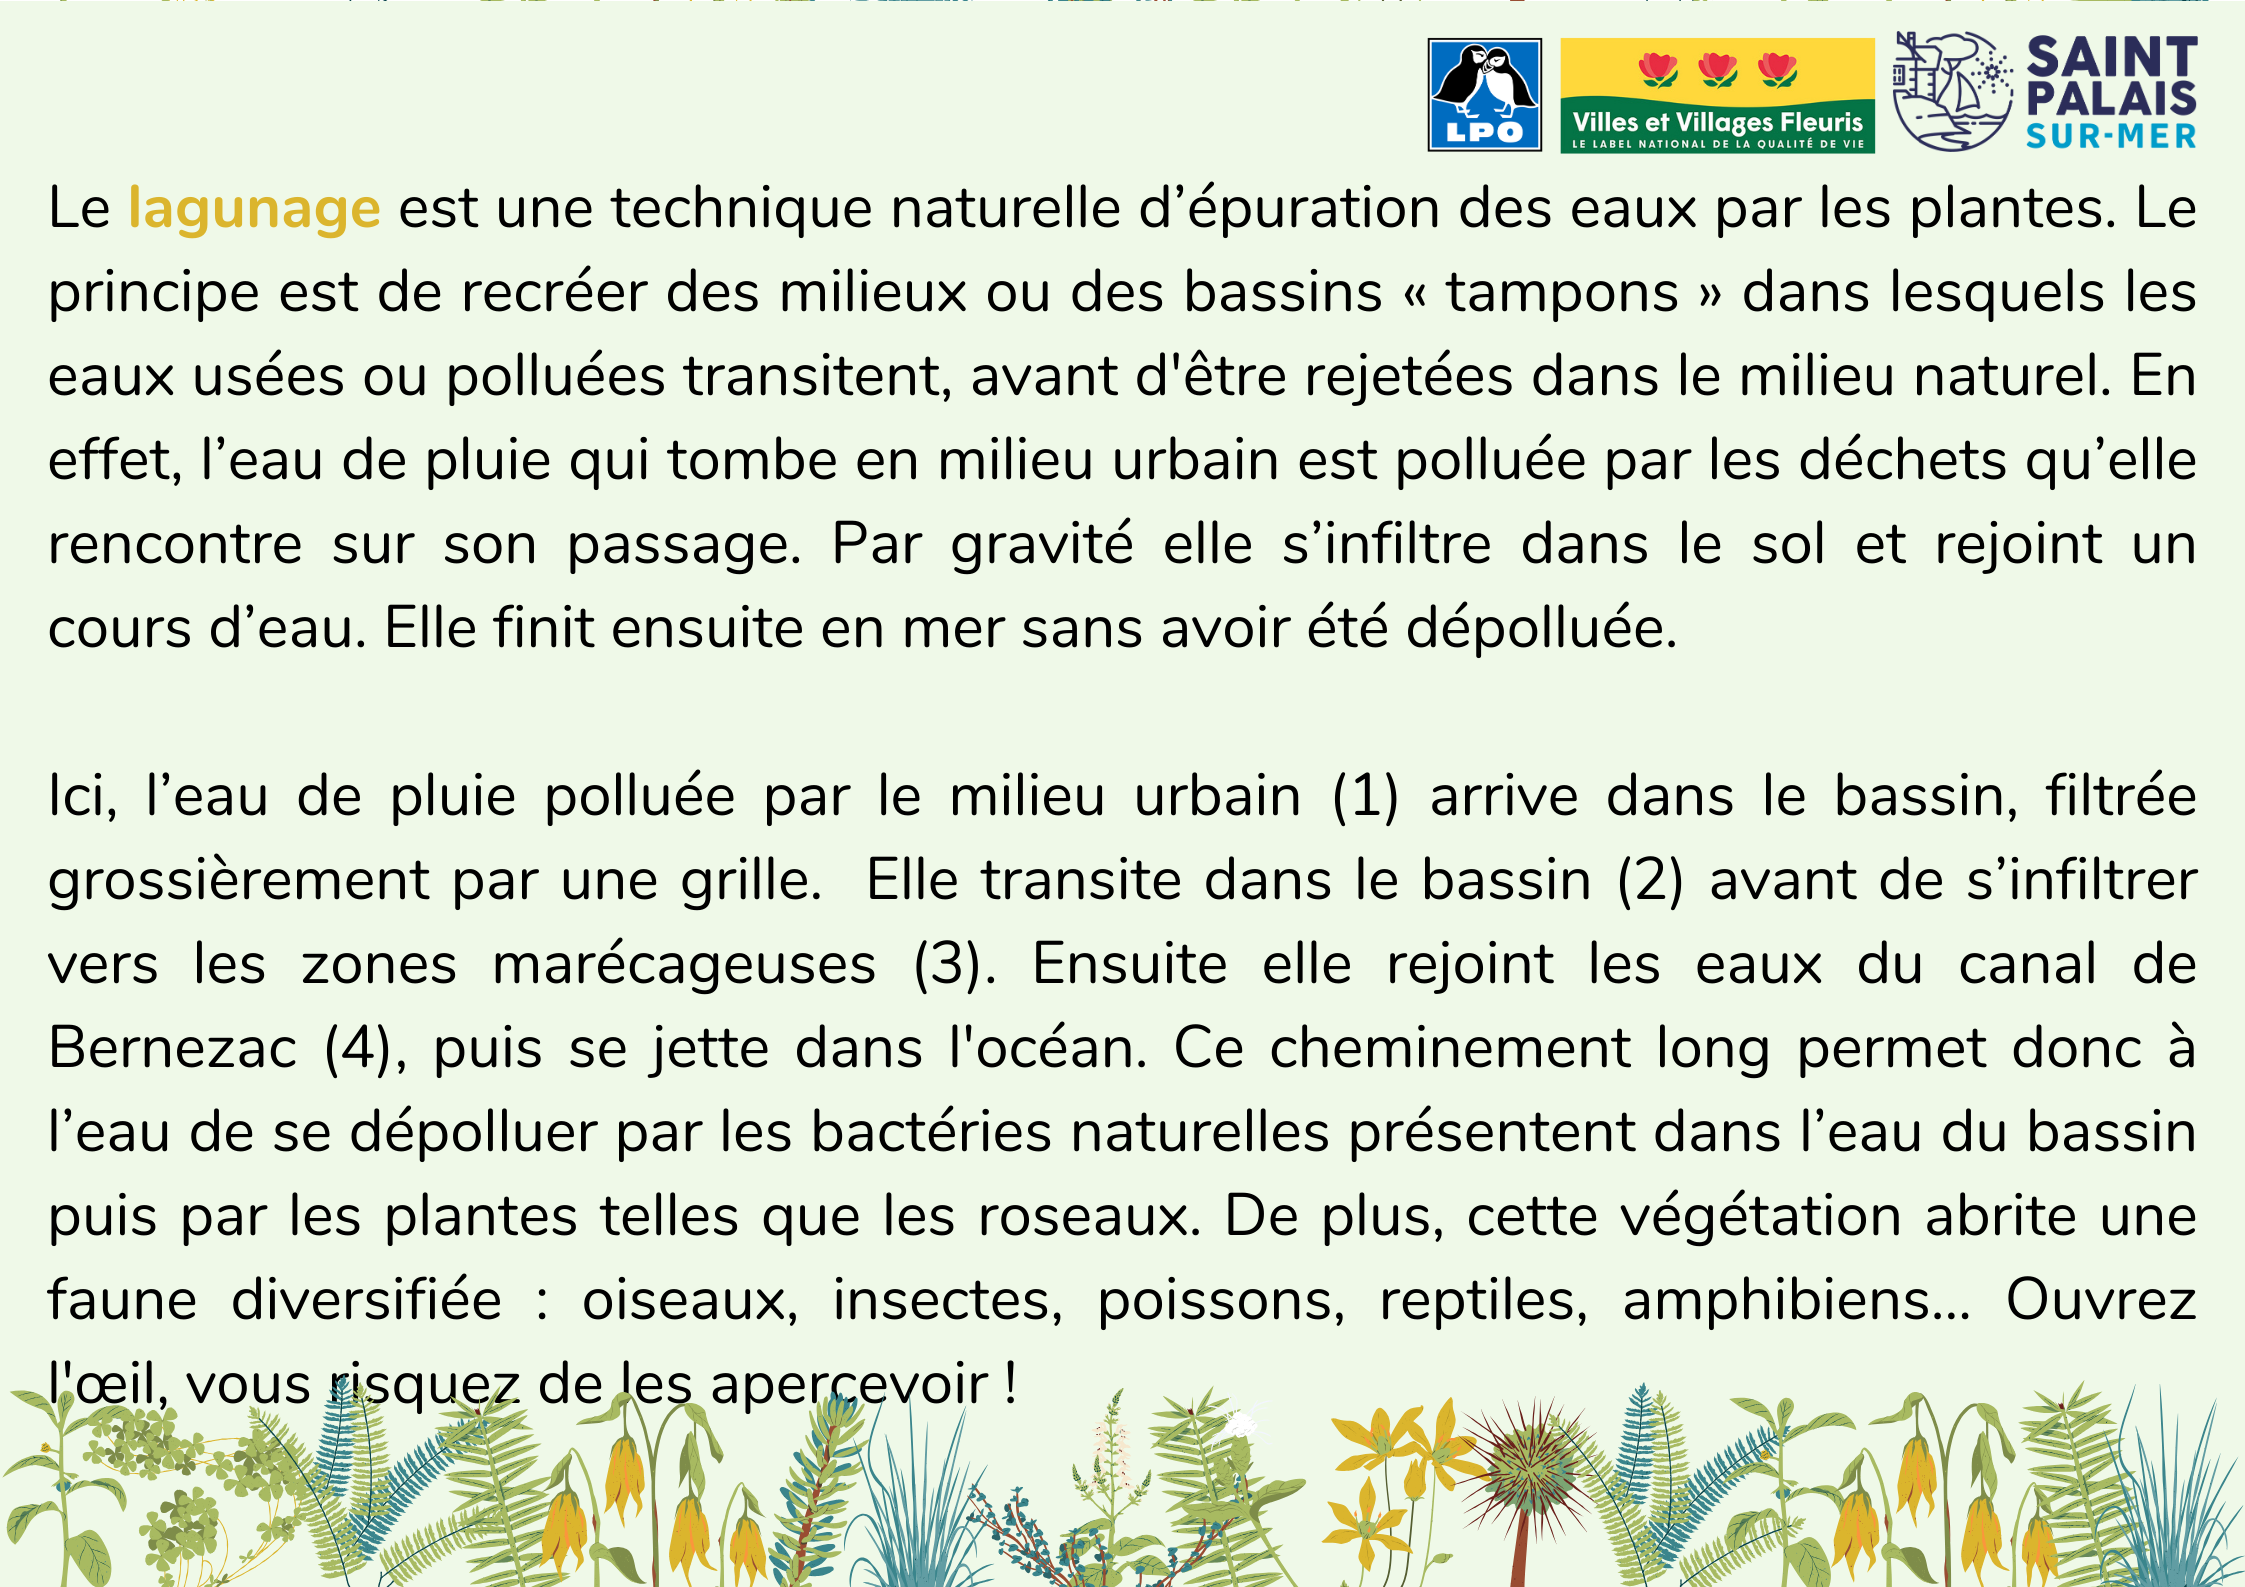 LPO
Villes et Villages Fleuris
LE LABEL NATIONAL DE LA QUALITÉ DE VIE
SAINT
PALAIS
SUR-MER
Le lagunage est une technique naturelle d’épuration des eaux par les plantes. Le
principe est de recréer des milieux ou des bassins « tampons » dans lesquels les
eaux usées ou polluées transitent, avant d'être rejetées dans le milieu naturel. En
effet, l’eau de pluie qui tombe en milieu urbain est polluée par les déchets qu’elle
rencontre sur son passage. Par gravité elle s’infiltre dans le sol et rejoint un
cours d’eau. Elle finit ensuite en mer sans avoir été dépolluée.
Ici, l’eau de pluie polluée par le milieu urbain (1) arrive dans le bassin, filtrée
grossièrement par une grille.  Elle transite dans le bassin (2) avant de s’infiltrer
vers les zones marécageuses (3). Ensuite elle rejoint les eaux du canal de
Bernezac (4), puis se jette dans l'océan. Ce cheminement long permet donc à
l’eau de se dépolluer par les bactéries naturelles présentent dans l’eau du bassin
puis par les plantes telles que les roseaux. De plus, cette végétation abrite une
faune diversifiée : oiseaux, insectes, poissons, reptiles, amphibiens... Ouvrez
l'œil, vous risquez de les apercevoir !